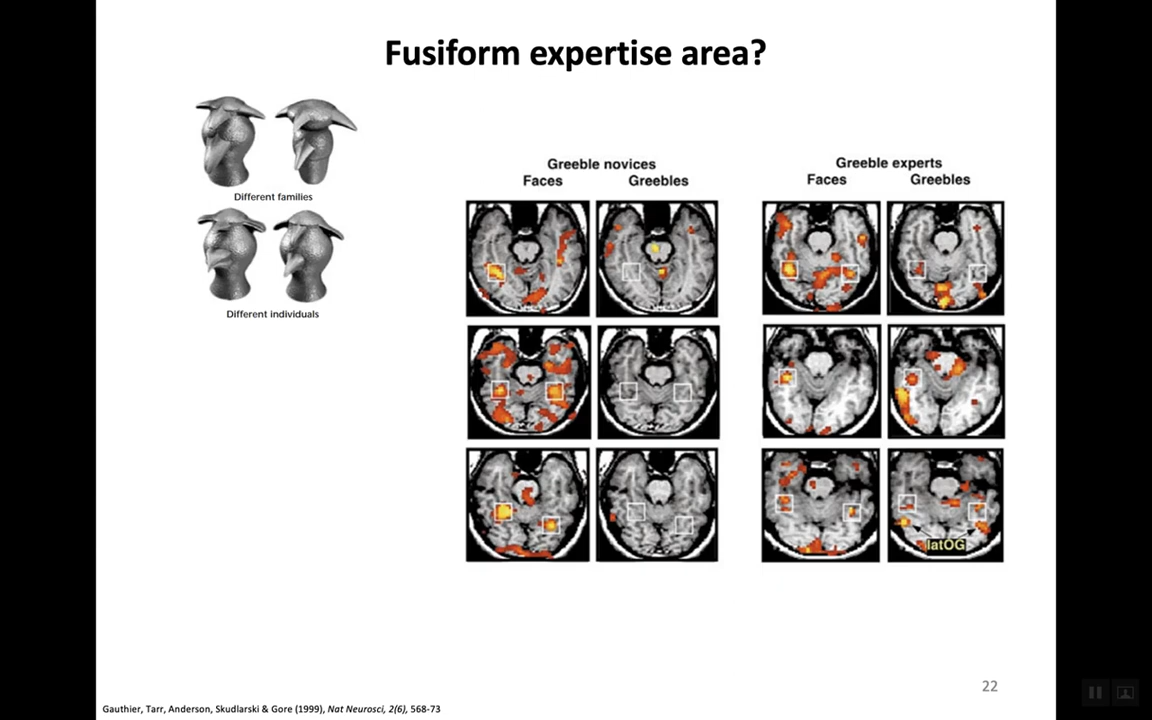 Fusiform expertise area?
Different families
Different individuals
Greeble novices
Faces Greebles
Greeble experts
Faces Greebles
latOG
22
Gauthier, Tarr, Anderson, Skudlarski & Gore (1999), Nat Neurosci, 2(6), 568-73